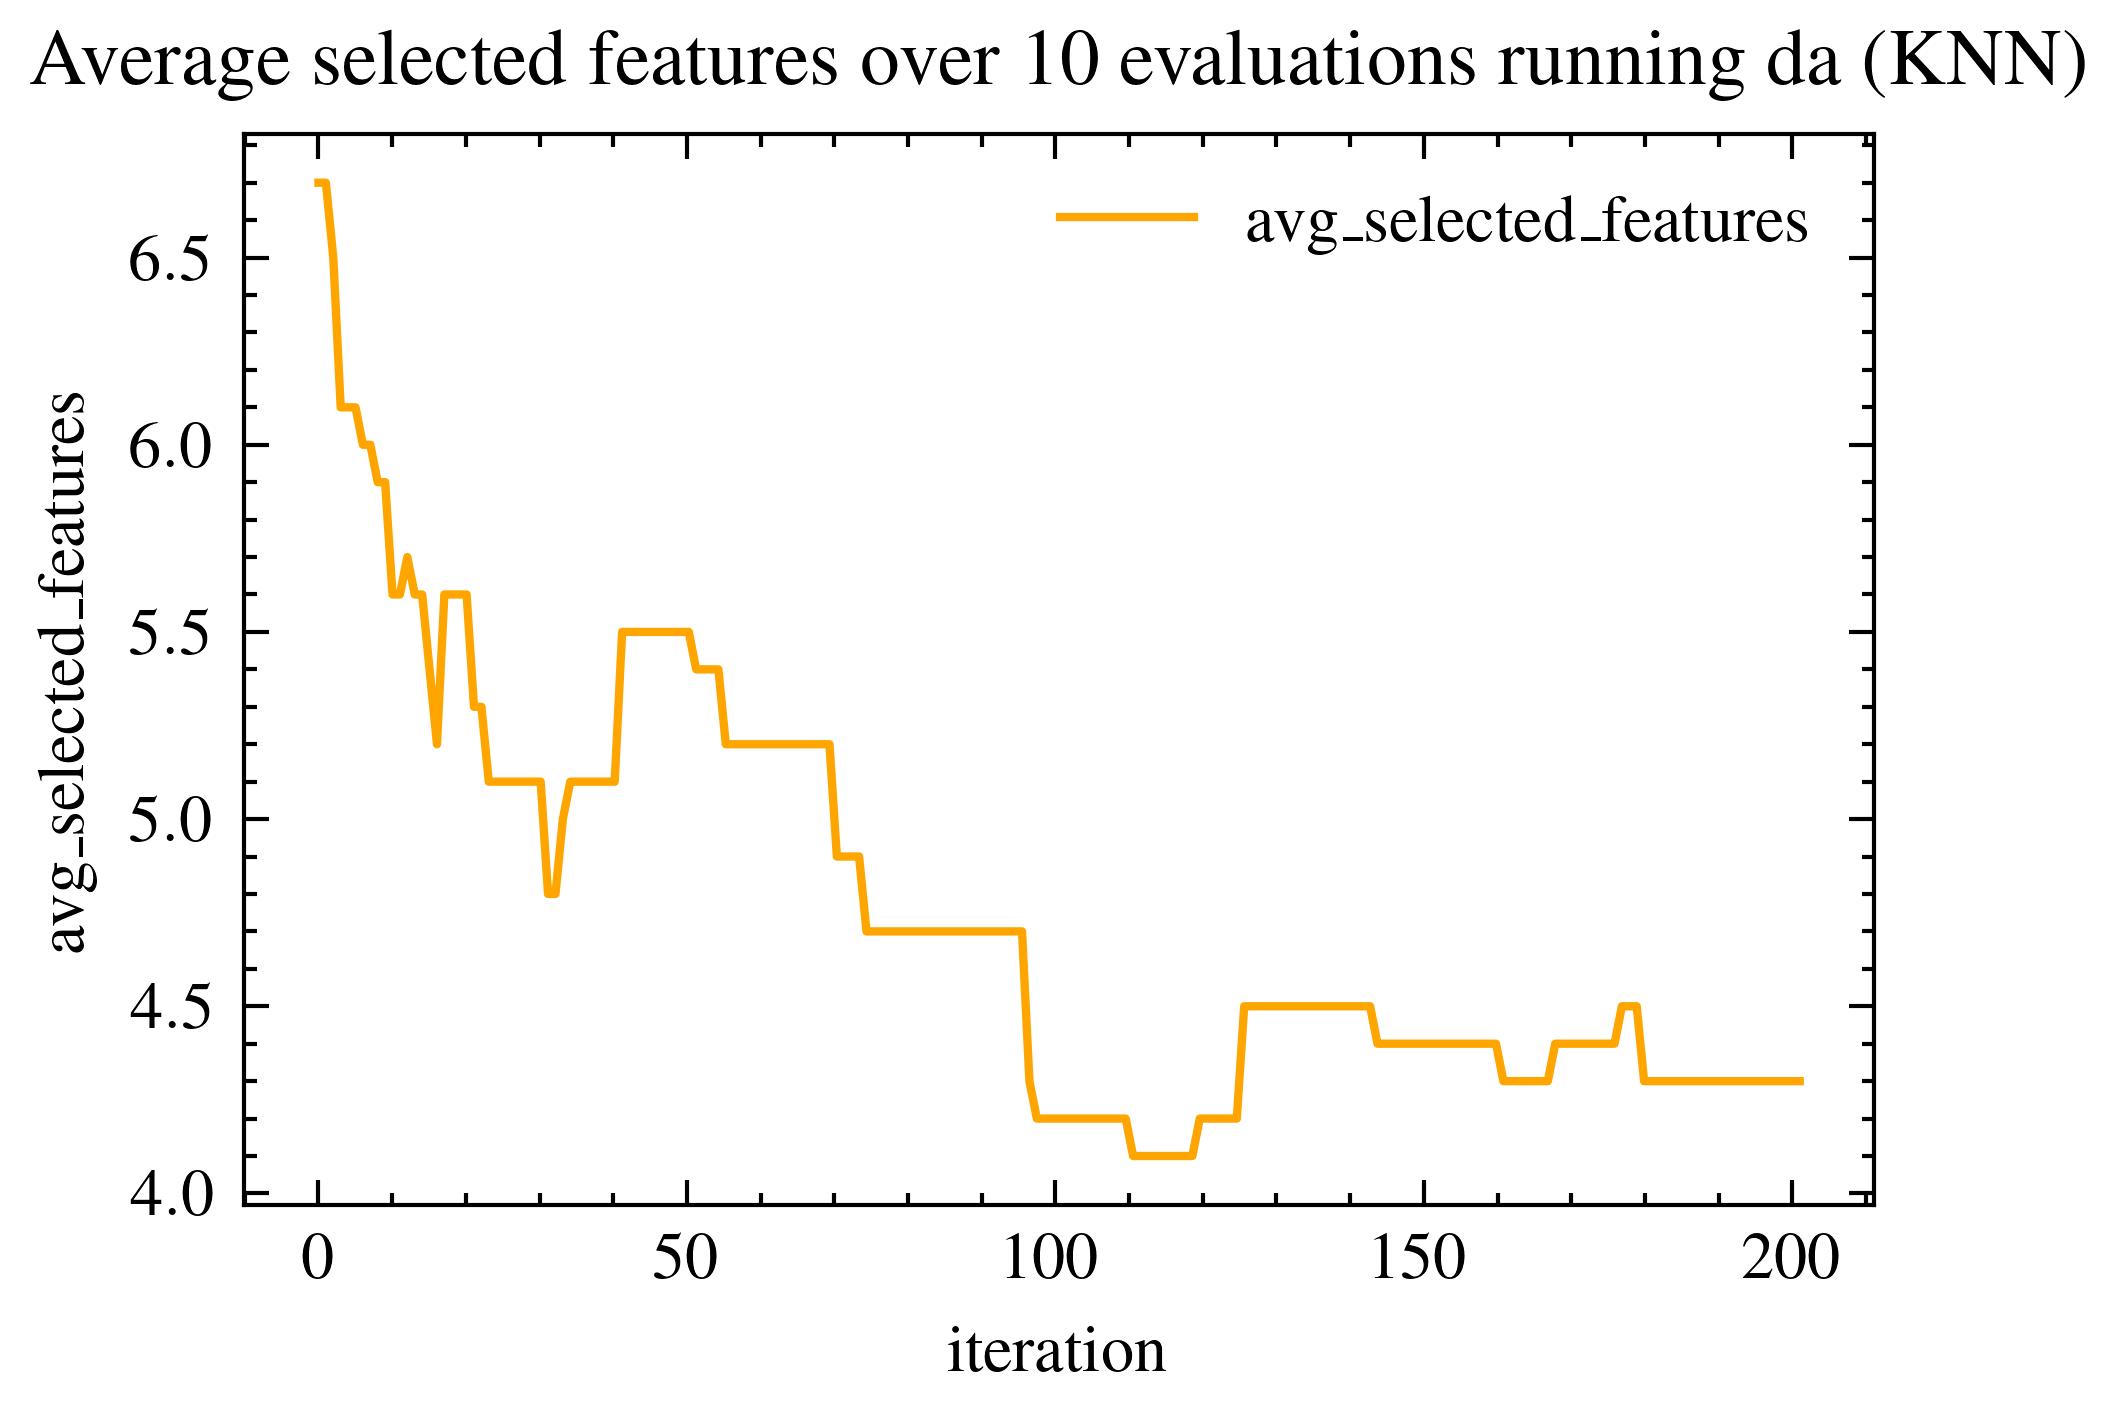 Average selected features over 10 evaluations running da (KNN)
avg_selected_features
avg_selected_features
6.5
6.0
5.5
5.0
4.5
4.0
0 50 100 150 200
iteration